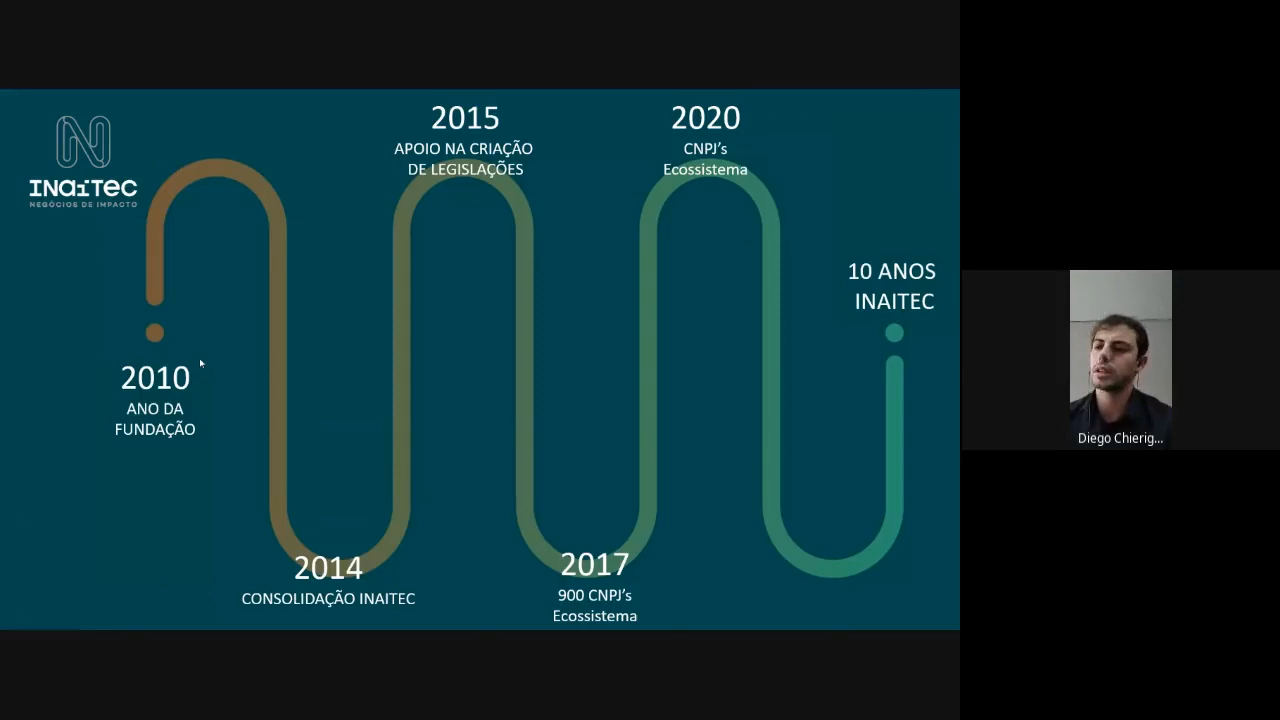 INAITEC
NEGÓCIOS DE IMPACTO
2015
APOIO NA CRIAÇÃO
DE LEGISLAÇÕES
2020
CNPJ's
Ecossistema
10 ANOS
INAITEC
2010
ANO DA
FUNDAÇÃO
2014
CONSOLIDAÇÃO INAITEC
2017
900 CNPJ's
Ecossistema
Diego Chierig...